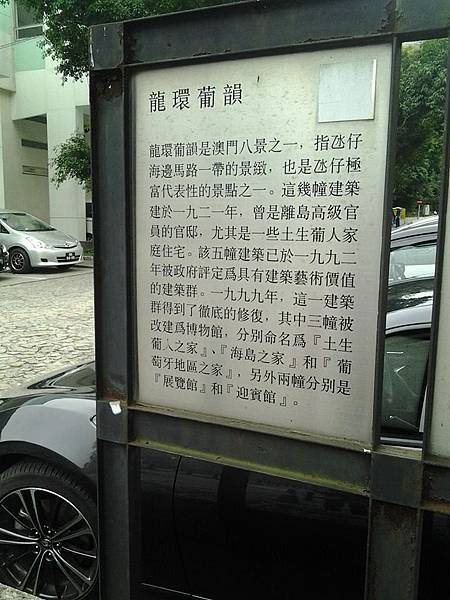 龍環葡韻
龍環葡韻是澳門八景之一，指氹仔
海邊馬路一帶的景緻，也是氹仔極
富代表性的景點之一。這幾幢建築
建於一九二一年，曾是離島高級官
員的官邸，尤其是一些土生葡人家
庭住宅。該五幢建築已於一九九二
年被政府評定爲具有建築藝術價值
的建築群。一九九九年，這一建築
群得到了徹底的修復，其中三幢被
改建爲博物館，分別命名爲『土生
葡人之家』、『海島之家』和『葡
萄牙地區之家』，另外兩幢分別是
『展覽館』和『迎賓館』。